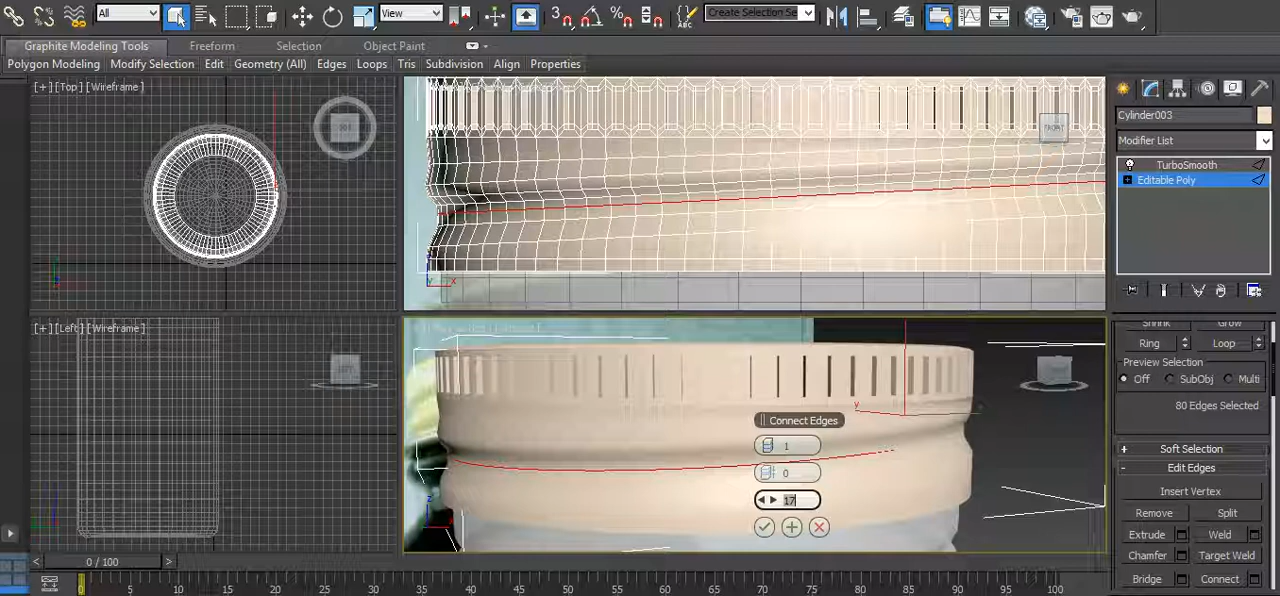 All
View
3
ABC
Create Selection Se
Graphite Modeling Tools
Freeform
Selection
Object Paint
Polygon Modeling
Modify Selection
Edit
Geometry (All)
Edges
Loops
Tris
Subdivision
Align
Properties
[+] [Top] [Wireframe]
FRONT
[+] [Left] [Wireframe]
LEFT
Y
X
y
z
Connect Edges
1
0
17
Cylinder003
Modifier List
TurboSmooth
Editable Poly
Shrink
Grow
Ring
Loop
Preview Selection
Off
SubObj
Multi
80 Edges Selected
+ Soft Selection
- Edit Edges
Insert Vertex
Remove
Split
Extrude
Weld
Chamfer
Target Weld
Bridge
Connect
< 0 / 100 >
0 5 10 15 20 25 30 35 40 45 50 55 60 65 70 75 80 85 90 95 100